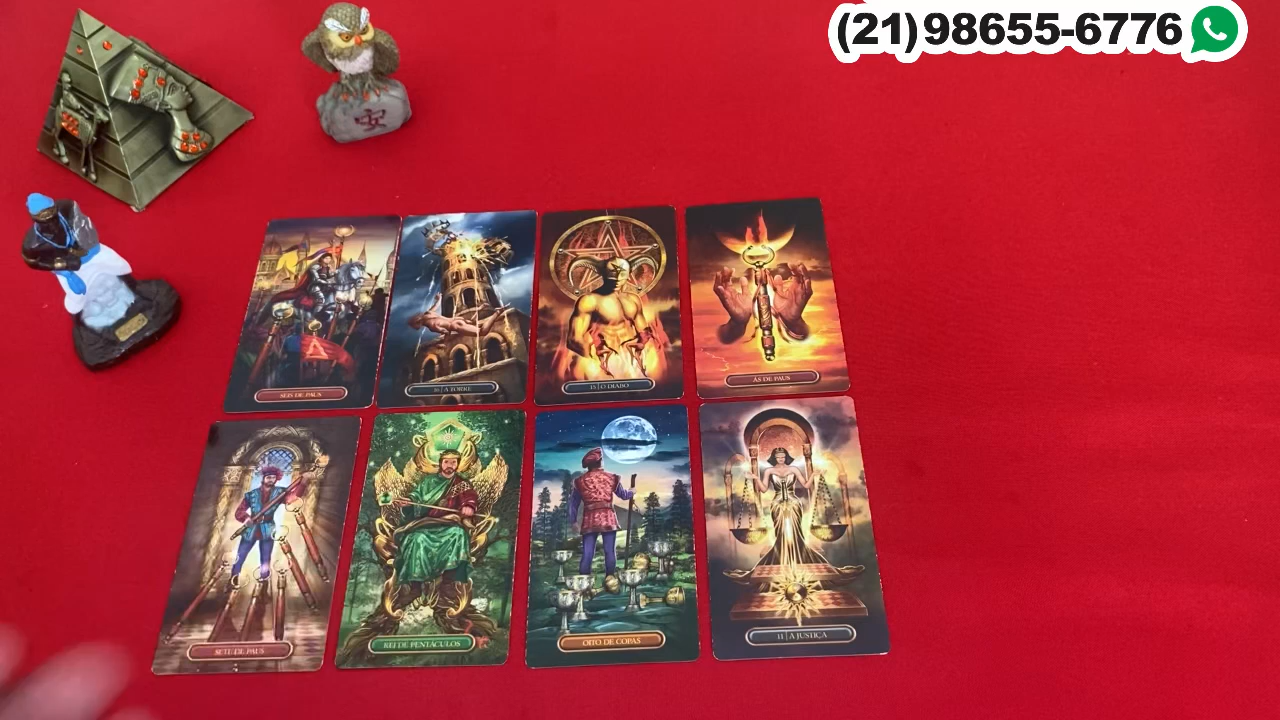 (21)98655-6776
安
SEIS DE PAUS
16 | A TORRE
15 | O DIABO
ÁS DE PAUS
SETE DE PAUS
REI DE PENTÁCULOS
OITO DE COPAS
11 | A JUSTIÇA